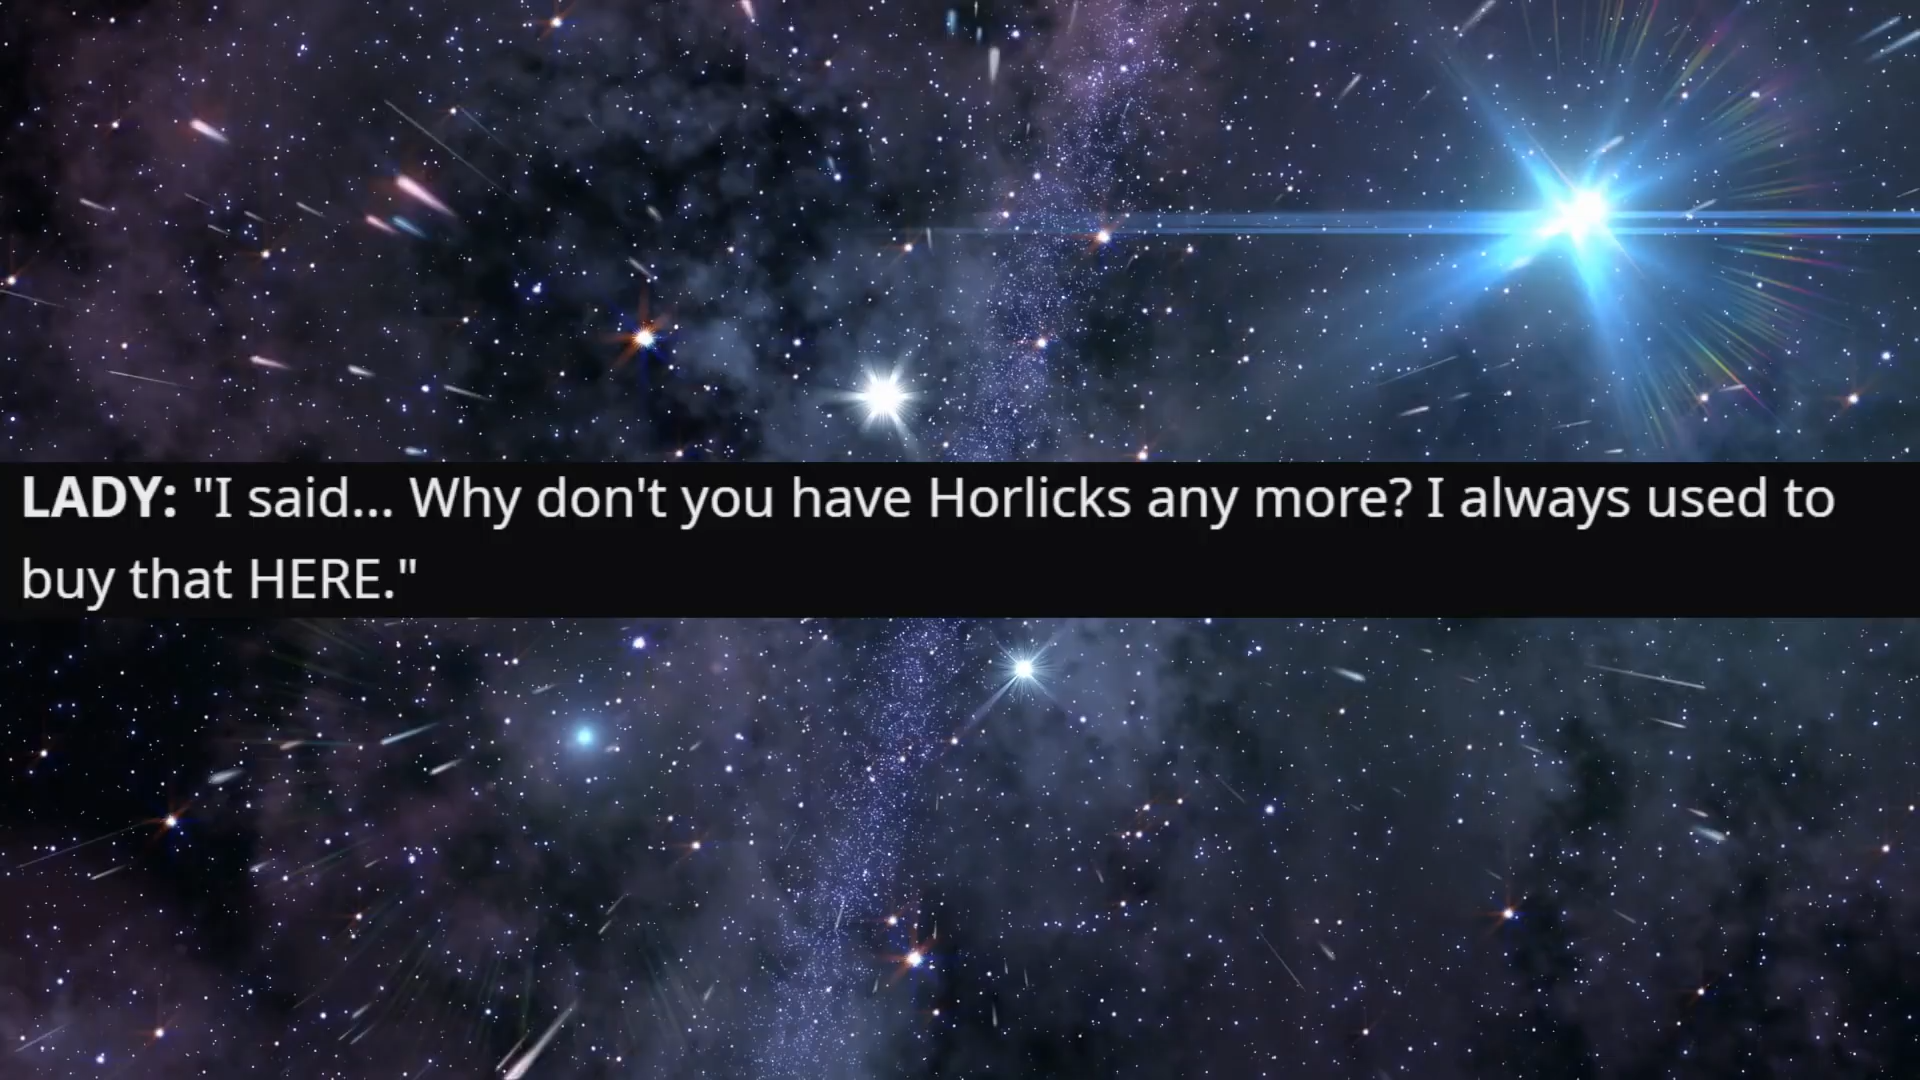 LADY: "I said... Why don't you have Horlicks any more? I always used to
buy that HERE."